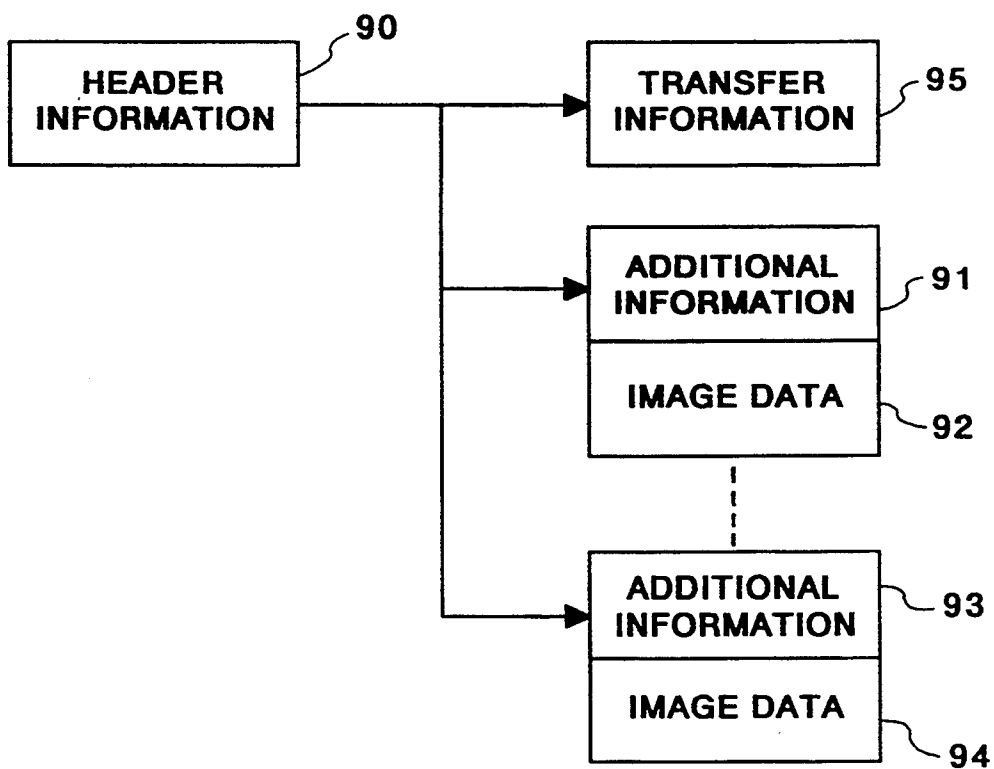 90
HEADER
INFORMATION
TRANSFER
INFORMATION
95
ADDITIONAL
INFORMATION
91
IMAGE DATA
92
ADDITIONAL
INFORMATION
93
IMAGE DATA
94